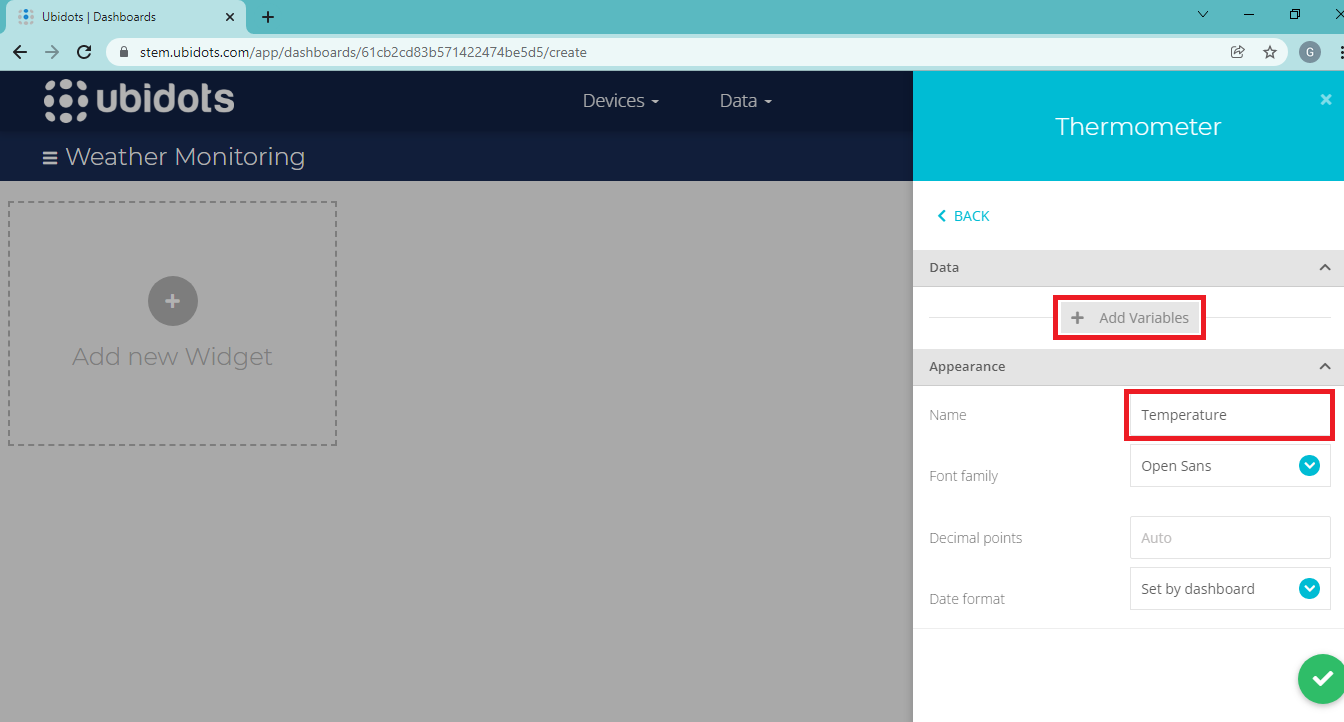 Ubidots | Dashboards
stem.ubidots.com/app/dashboards/61cb2cd83b571422474be5d5/create
G
ubidots
Devices
Data
Weather Monitoring
Add new Widget
Thermometer
BACK
Data
Add Variables
Appearance
Name
Temperature
Font family
Open Sans
Decimal points
Auto
Date format
Set by dashboard